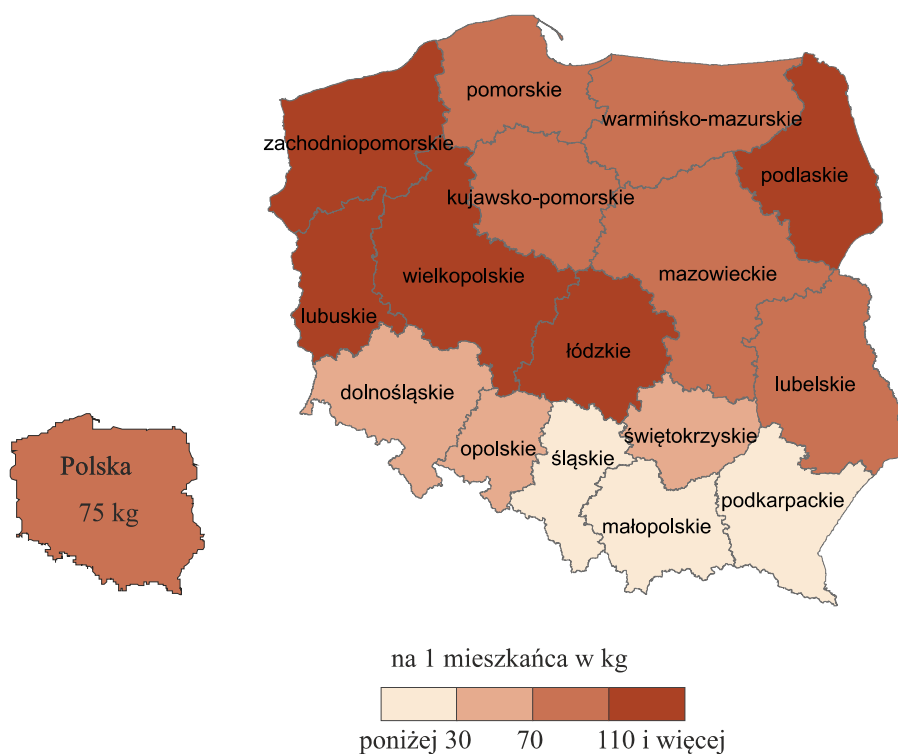 pomorskie
warmińsko-mazurskie
zachodniopomorskie
podlaskie
kujawsko-pomorskie
mazowieckie
wielkopolskie
lubuskie
łódzkie
lubelskie
dolnośląskie
świętokrzyskie
opolskie
śląskie
podkarpackie
małopolskie
Polska
75 kg
na 1 mieszkańca w kg
poniżej 30 70 110 i więcej